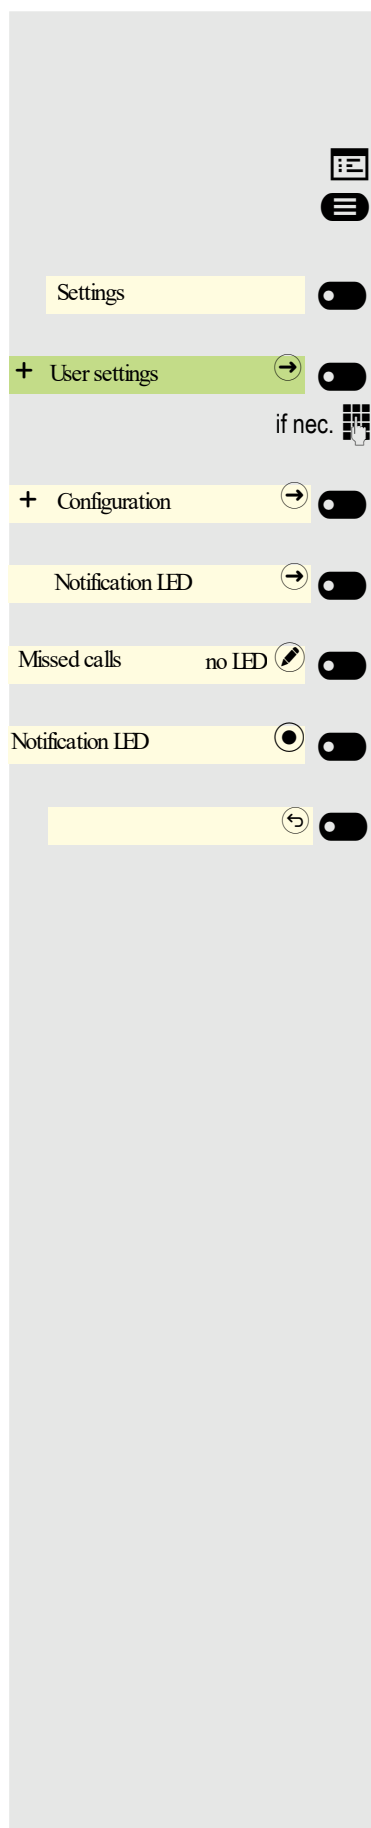 Settings
+ User settings
if nec.
+ Configuration
Notification LED
Missed calls no LED
Notification LED